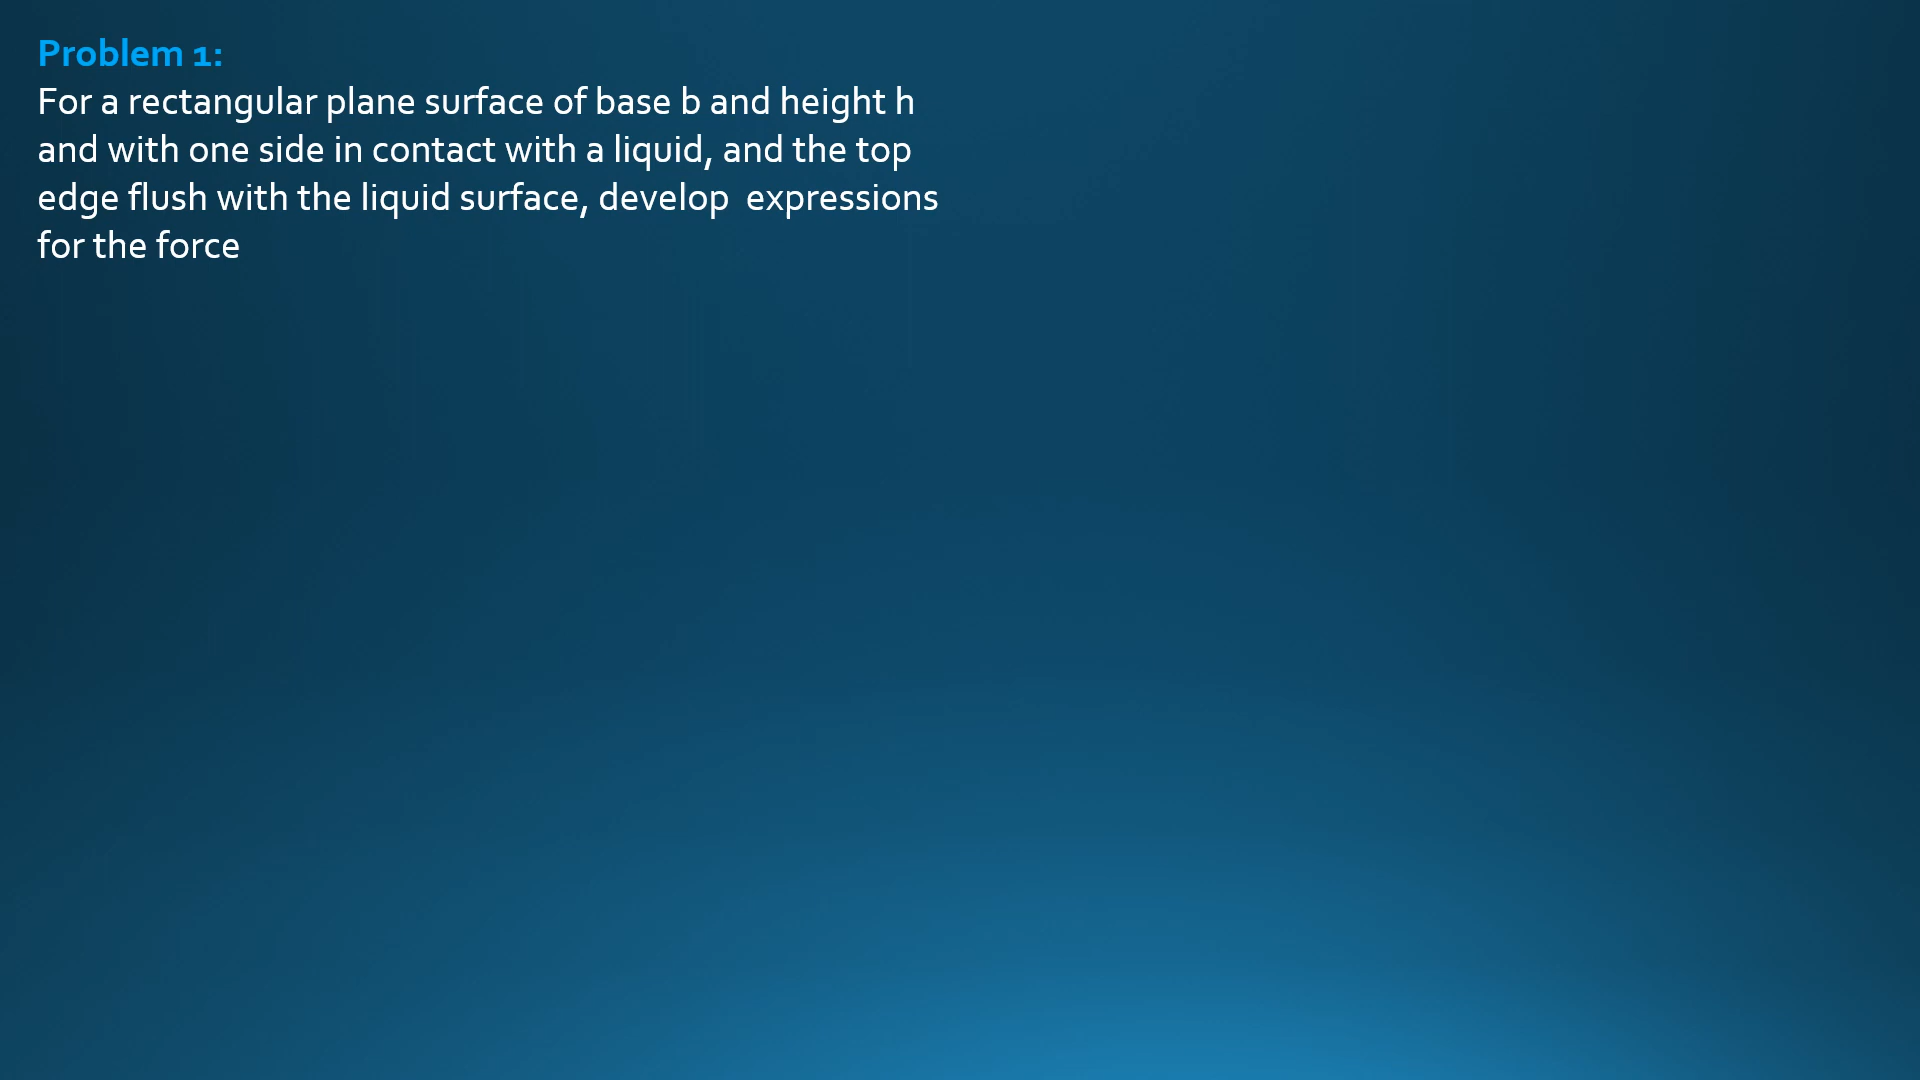 Problem 1:
For a rectangular plane surface of base b and height h
and with one side in contact with a liquid, and the top
edge flush with the liquid surface, develop  expressions
for the force